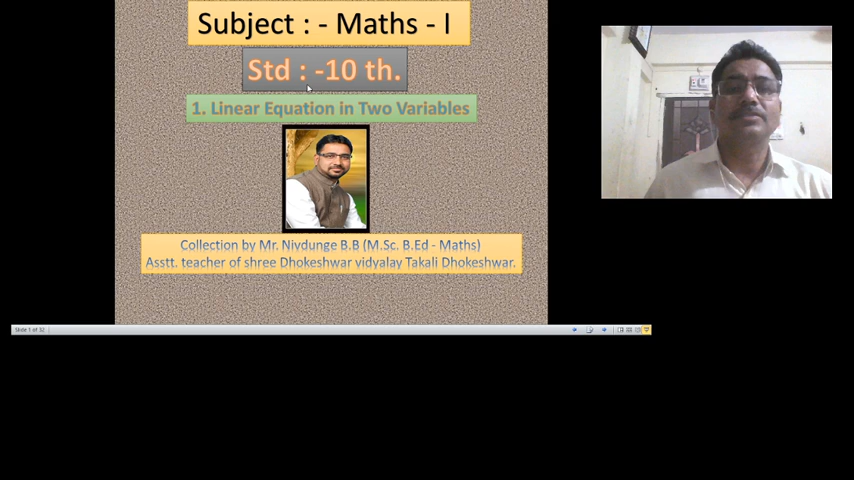 Subject : - Maths - I
Std : -10 th.
1. Linear Equation in Two Variables
Collection by Mr. Nivdunge B.B (M.Sc. B.Ed - Maths)
Asstt. teacher of shree Dhokeshwar vidyalay Takali Dhokeshwar.
Slide 1 of 32